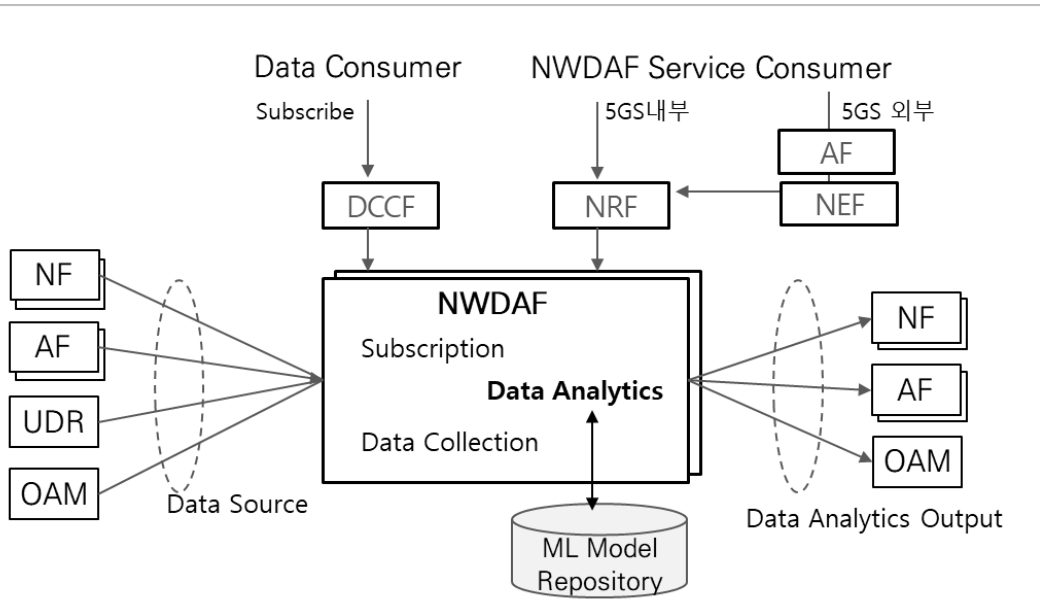 Data Consumer
NWDAF Service Consumer
Subscribe
5GS내부
5GS 외부
AF
DCCF
NRF
NEF
NF
AF
UDR
OAM
Data Source
NWDAF
Subscription
Data Analytics
Data Collection
ML Model
Repository
NF
AF
OAM
Data Analytics Output